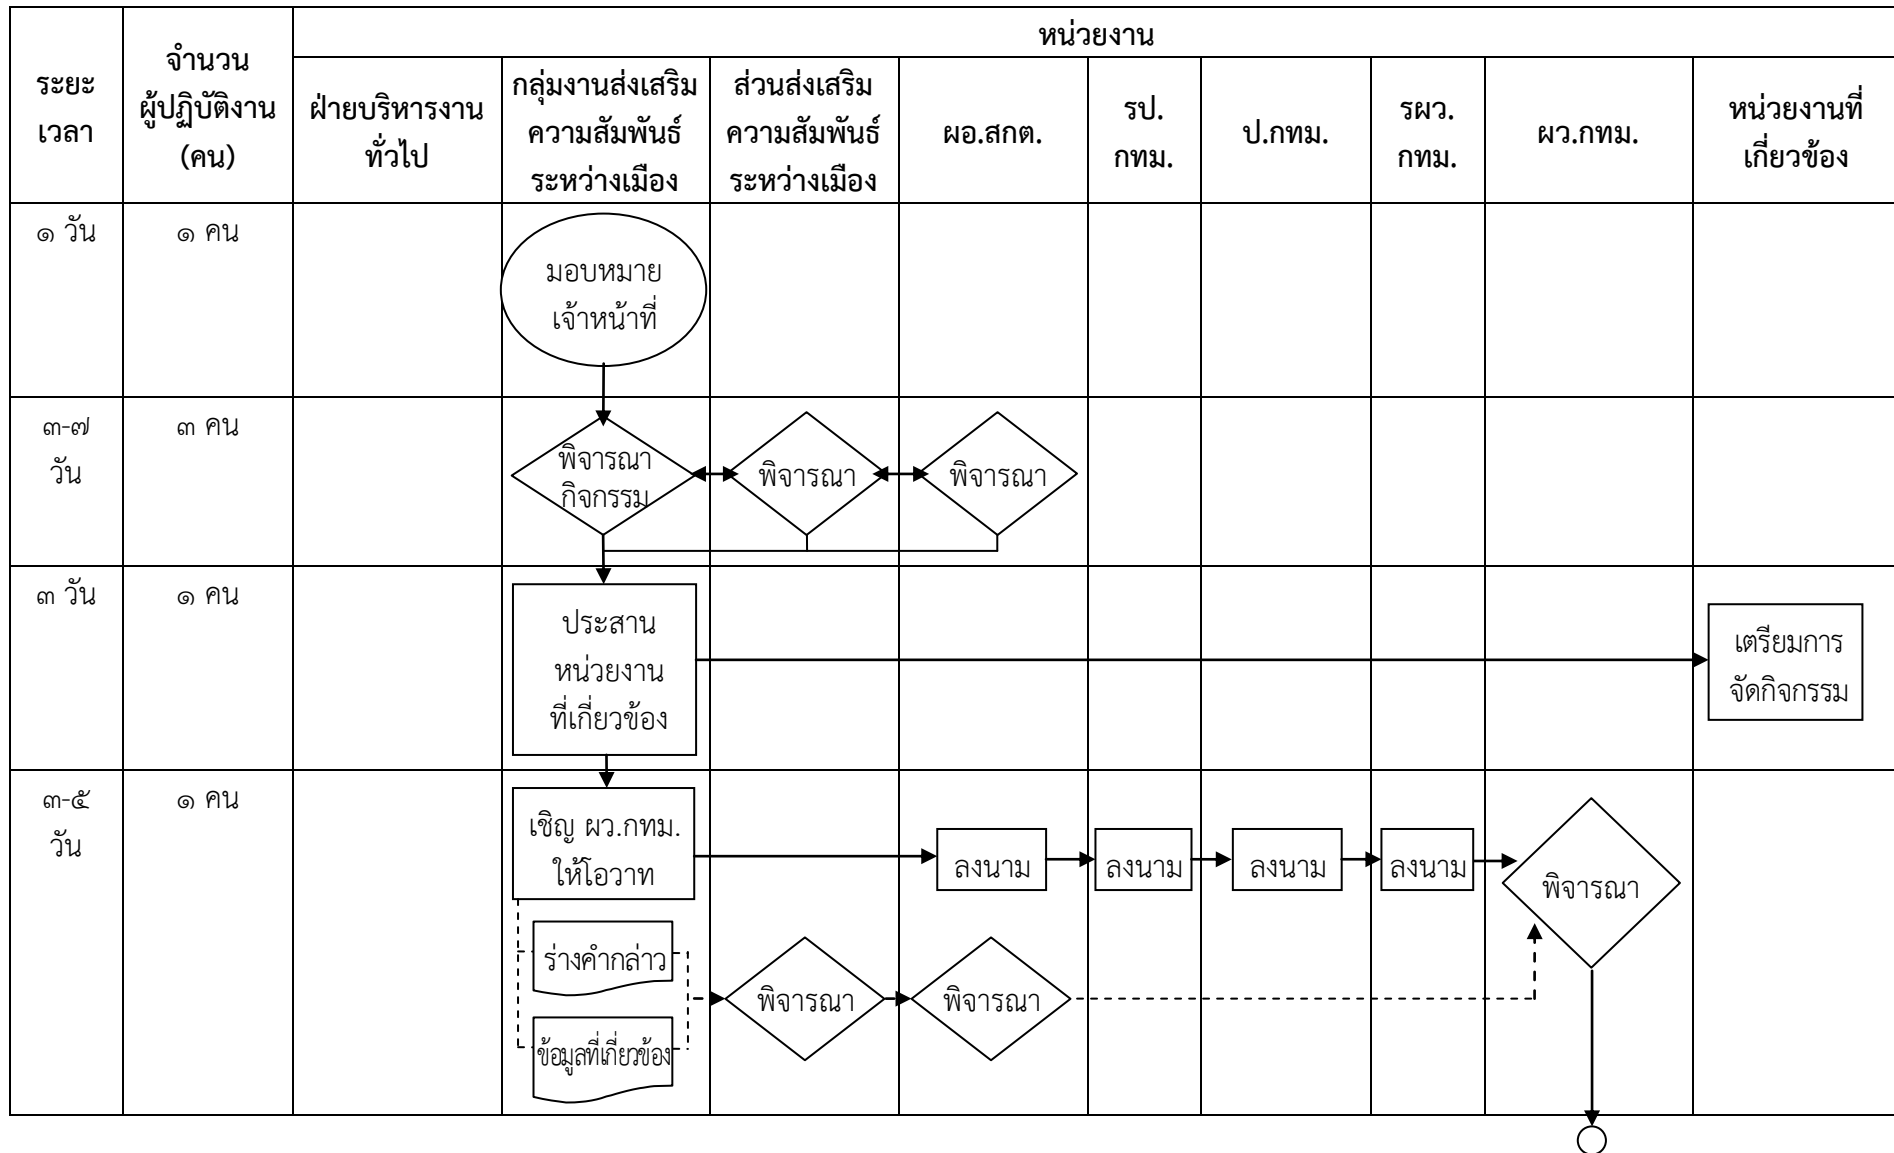 ระยะ
เวลา
จำนวน
ผู้ปฏิบัติงาน
(คน)
หน่วยงาน
ฝ่ายบริหารงาน
ทั่วไป
กลุ่มงานส่งเสริม
ความสัมพันธ์
ระหว่างเมือง
ส่วนส่งเสริม
ความสัมพันธ์
ระหว่างเมือง
ผอ.สกต.
รป.
กทม.
ป.กทม.
รผว.
กทม.
ผว.กทม.
หน่วยงานที่
เกี่ยวข้อง
๑ วัน
๑ คน
มอบหมาย
เจ้าหน้าที่
๓-๗
วัน
๓ คน
พิจารณา
กิจกรรม
พิจารณา
พิจารณา
๓ วัน
๑ คน
ประสาน
หน่วยงาน
ที่เกี่ยวข้อง
เตรียมการ
จัดกิจกรรม
๓-๕
วัน
๑ คน
เชิญ ผว.กทม.
ให้โอวาท
ลงนาม
ลงนาม
ลงนาม
ลงนาม
พิจารณา
ร่างคำกล่าว
ข้อมูลที่เกี่ยวข้อง
พิจารณา
พิจารณา